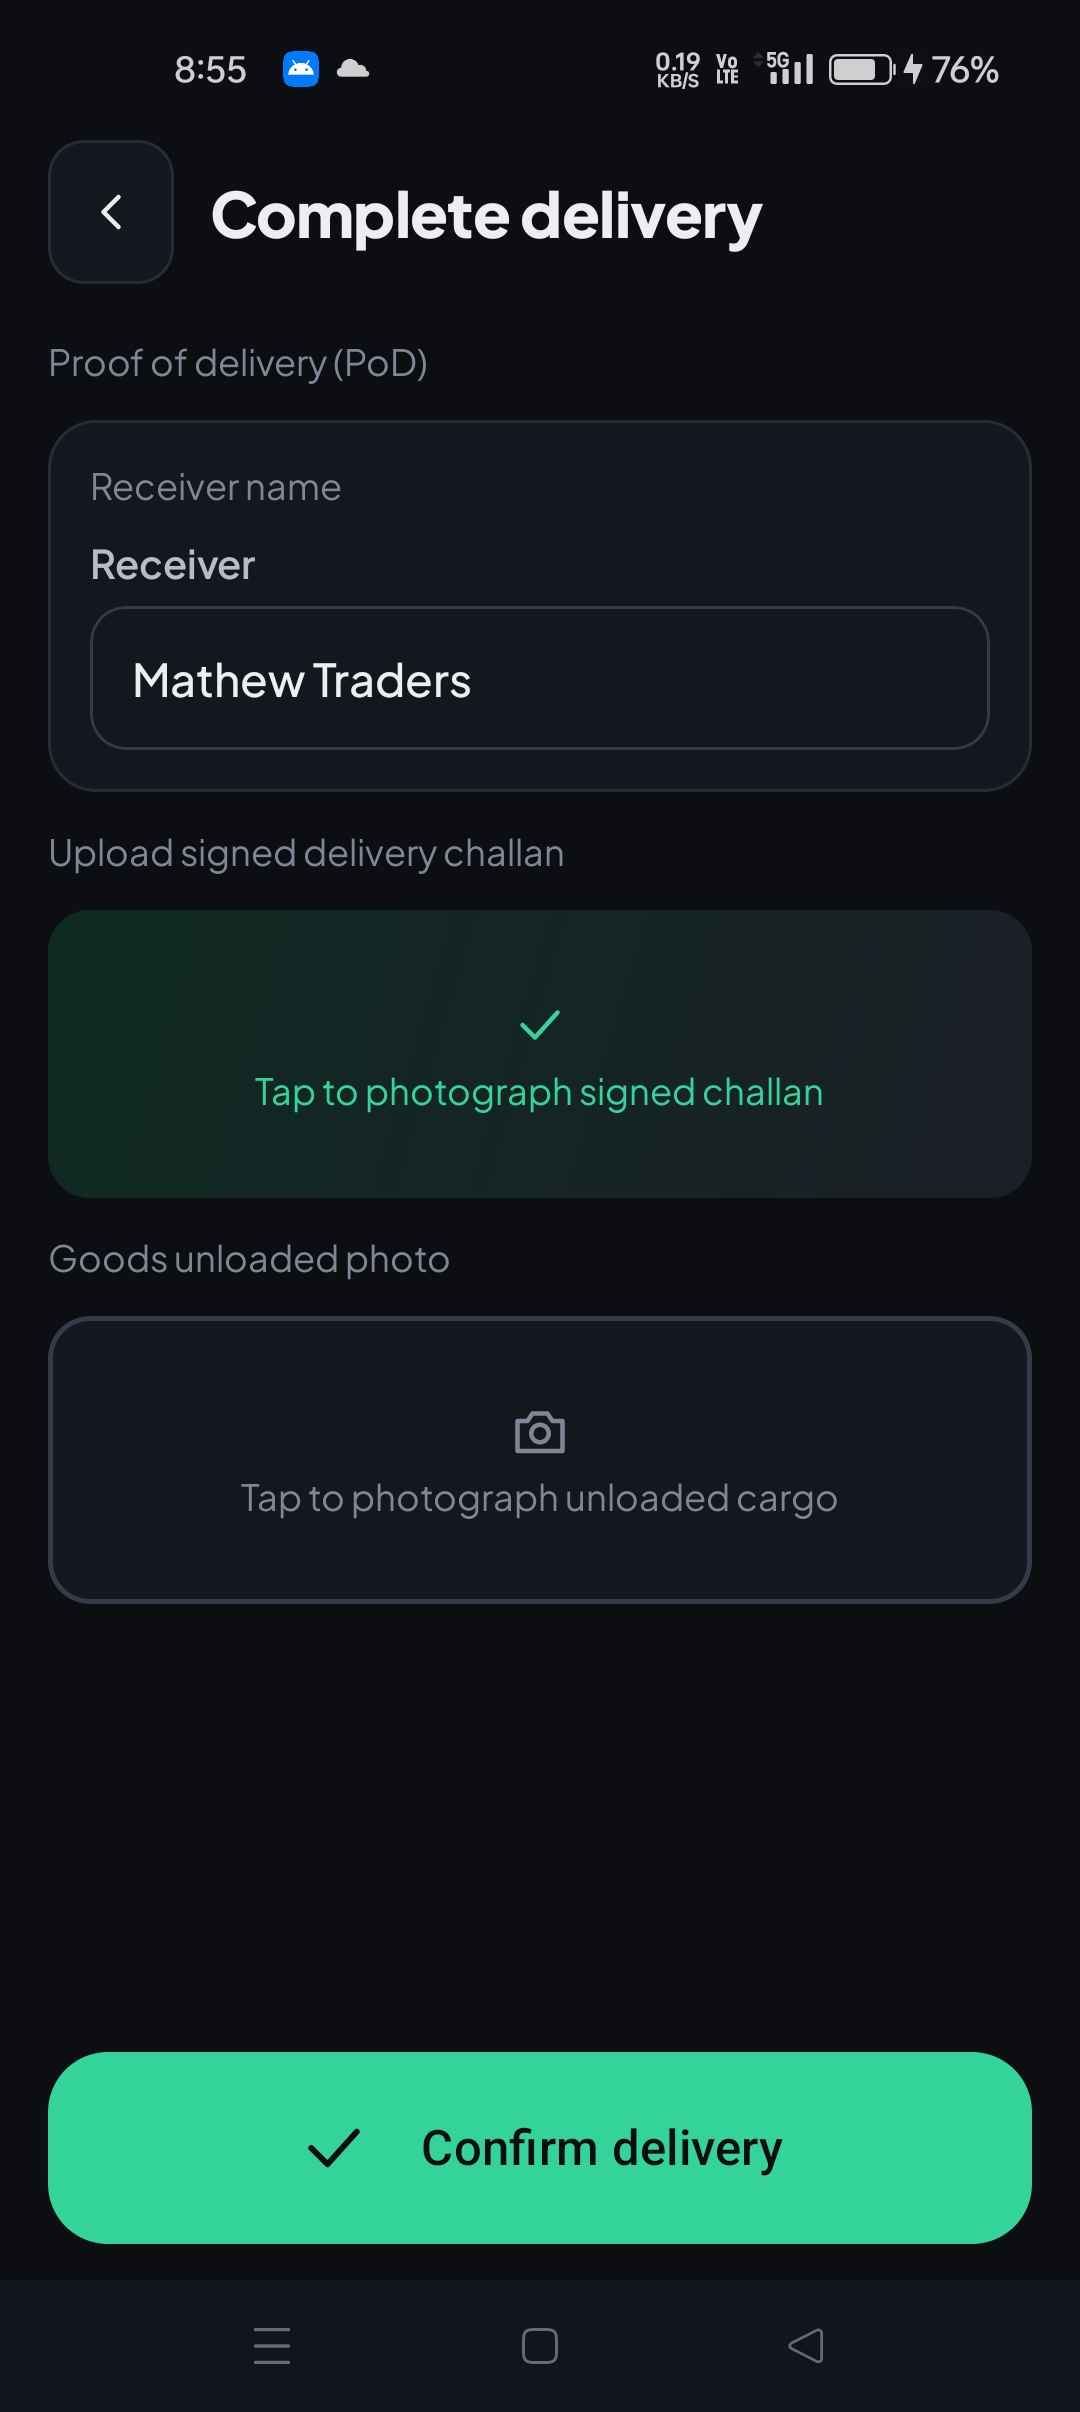 8:55
0.19 KB/S Vo LTE 5G 76%
Complete delivery
Proof of delivery (PoD)
Receiver name
Receiver
Mathew Traders
Upload signed delivery challan
Tap to photograph signed challan
Goods unloaded photo
Tap to photograph unloaded cargo
Confirm delivery